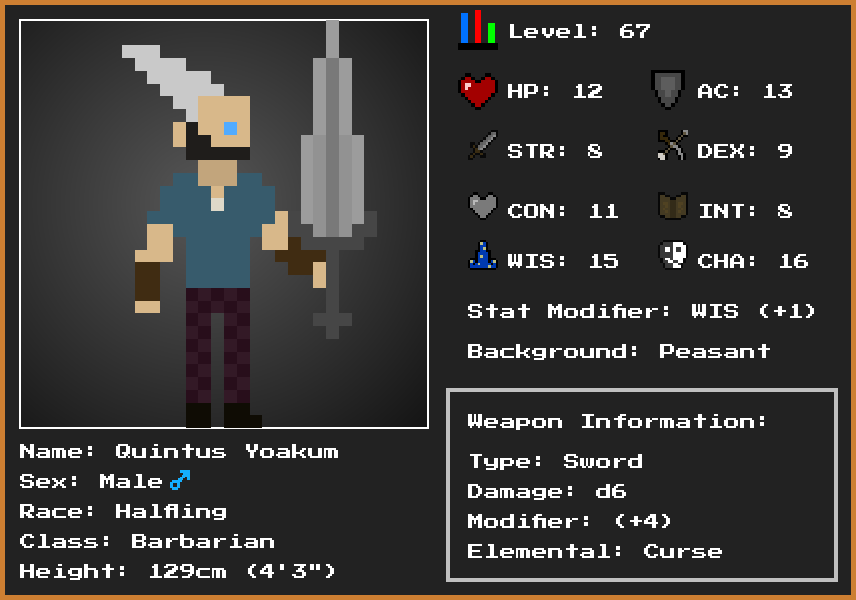 Level: 67
HP: 12
AC: 13
STR: 8
DEX: 9
CON: 11
INT: 8
WIS: 15
CHA: 16
Stat Modifier: WIS (+1)
Background: Peasant
Weapon Information:
Type: Sword
Damage: d6
Modifier: (+4)
Elemental: Curse
Name: Quintus Yoakum
Sex: Male♂
Race: Halfling
Class: Barbarian
Height: 129cm (4'3")